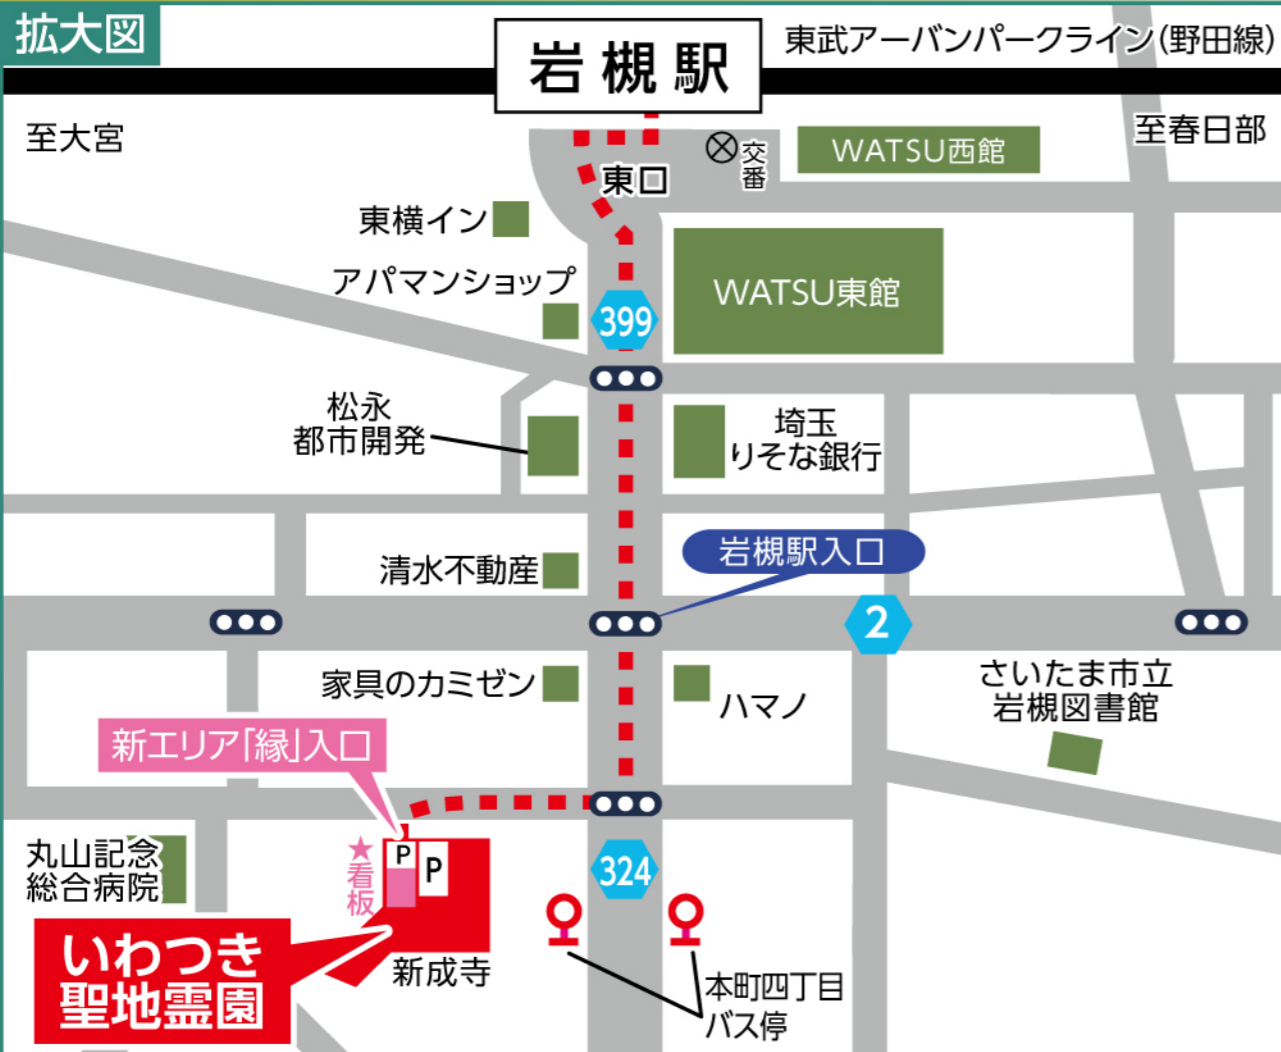 拡大図
岩槻駅
東武アーバンパークライン(野田線)
至大宮
至春日部
交番
WATSU西館
東口
東横イン
アパマンショップ
399
WATSU東館
松永
都市開発
埼玉
りそな銀行
清水不動産
岩槻駅入口
2
家具のカミゼン
ハマノ
さいたま市立
岩槻図書館
新エリア「縁」入口
丸山記念
総合病院
★看板
P
P
324
いわつき
聖地霊園
新成寺
本町四丁目
バス停